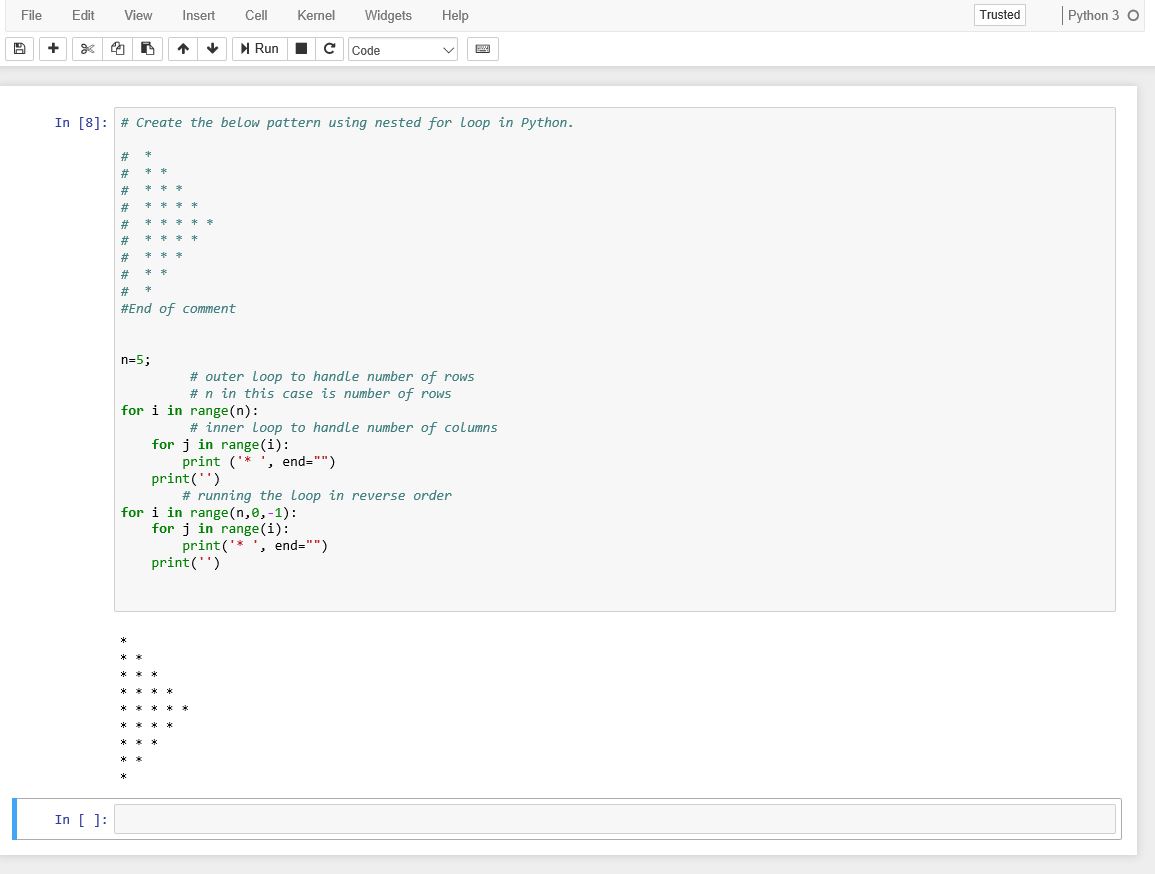 File Edit View Insert Cell Kernel Widgets Help Trusted Python 3
Run Code
In [8]: # Create the below pattern using nested for loop in Python.
#  *
#  * *
#  * * *
#  * * * *
#  * * * * *
#  * * * *
#  * * *
#  * *
#  *
#End of comment
n=5;
# outer loop to handle number of rows
# n in this case is number of rows
for i in range(n):
# inner loop to handle number of columns
for j in range(i):
print ('* ', end="")
print('')
# running the loop in reverse order
for i in range(n,0,-1):
for j in range(i):
print('* ', end="")
print('')
*
* *
* * *
* * * *
* * * * *
* * * *
* * *
* *
*
In [ ]: